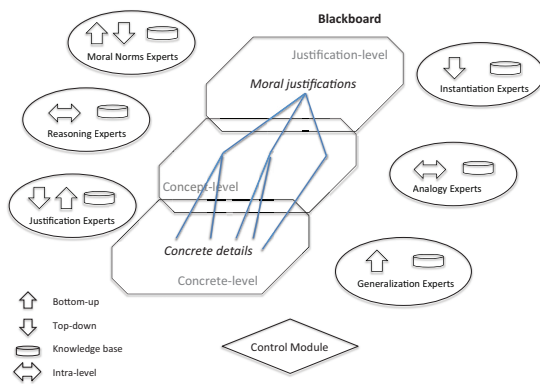 Blackboard
Justification-level
Moral justifications
Moral Norms Experts
Instantiation Experts
Reasoning Experts
Concept-level
Analogy Experts
Justification Experts
Concrete details
Concrete-level
Generalization Experts
Bottom-up
Top-down
Knowledge base
Intra-level
Control Module